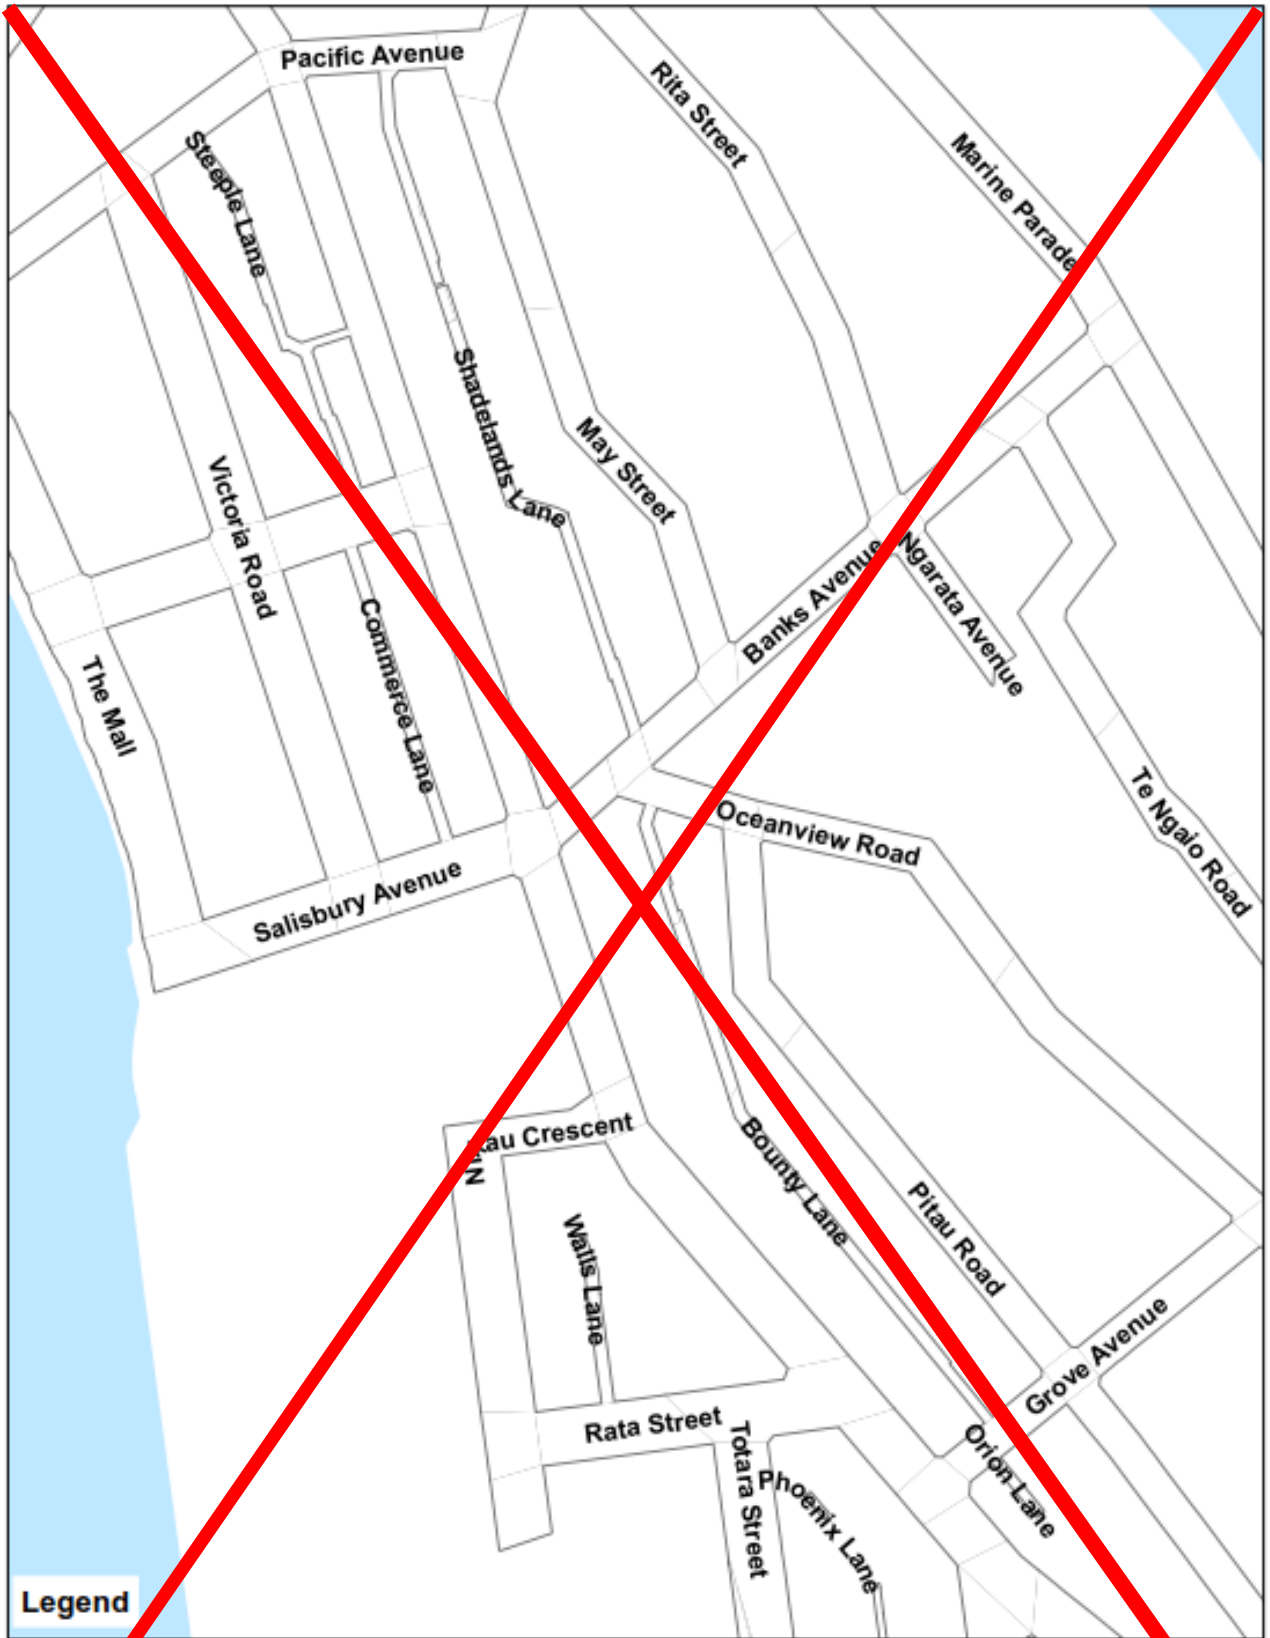 Pacific Avenue
Rita Street
Marine Parade
Steeple Lane
Shadelands Lane
May Street
Victoria Road
Banks Avenue
Ngarata Avenue
Commerce Lane
The Mall
Te Ngaio Road
Oceanview Road
Salisbury Avenue
Crescent
Bounty Lane
Pitau Road
Walls Lane
Grove Avenue
Rata Street
Totara Street
Orion Lane
Phoenix Lane
Legend